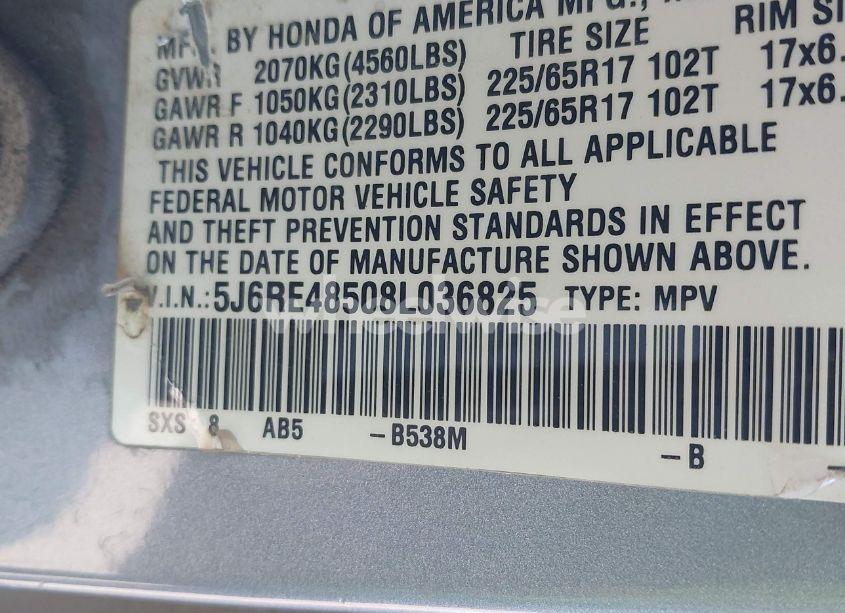 MFD. BY HONDA OF AMERICA MFG.,
TIRE SIZE RIM SI
GVWR 2070KG(4560LBS)
GAWR F 1050KG(2310LBS) 225/65R17 102T 17x6.
GAWR R 1040KG(2290LBS) 225/65R17 102T 17x6.
THIS VEHICLE CONFORMS TO ALL APPLICABLE
FEDERAL MOTOR VEHICLE SAFETY
AND THEFT PREVENTION STANDARDS IN EFFECT
ON THE DATE OF MANUFACTURE SHOWN ABOVE.
V.I.N.:5J6RE48508L036825 TYPE: MPV
wheelwise
SXS 8 AB5 -B538M -B